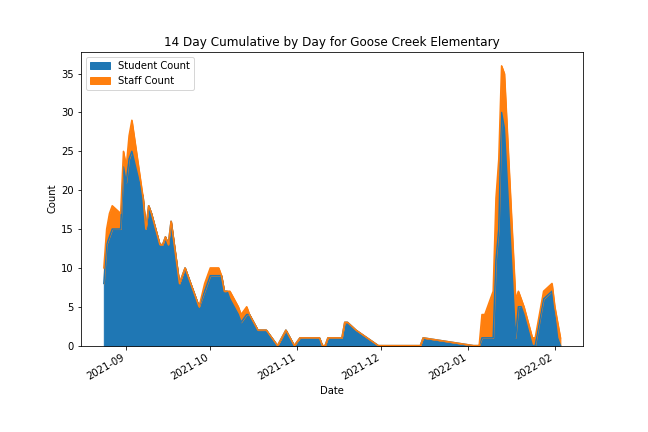 14 Day Cumulative by Day for Goose Creek Elementary
Student Count
Staff Count
35
30
25
20
15
10
5
0
Count
2021-09
2021-10
2021-11
2021-12
2022-01
2022-02
Date